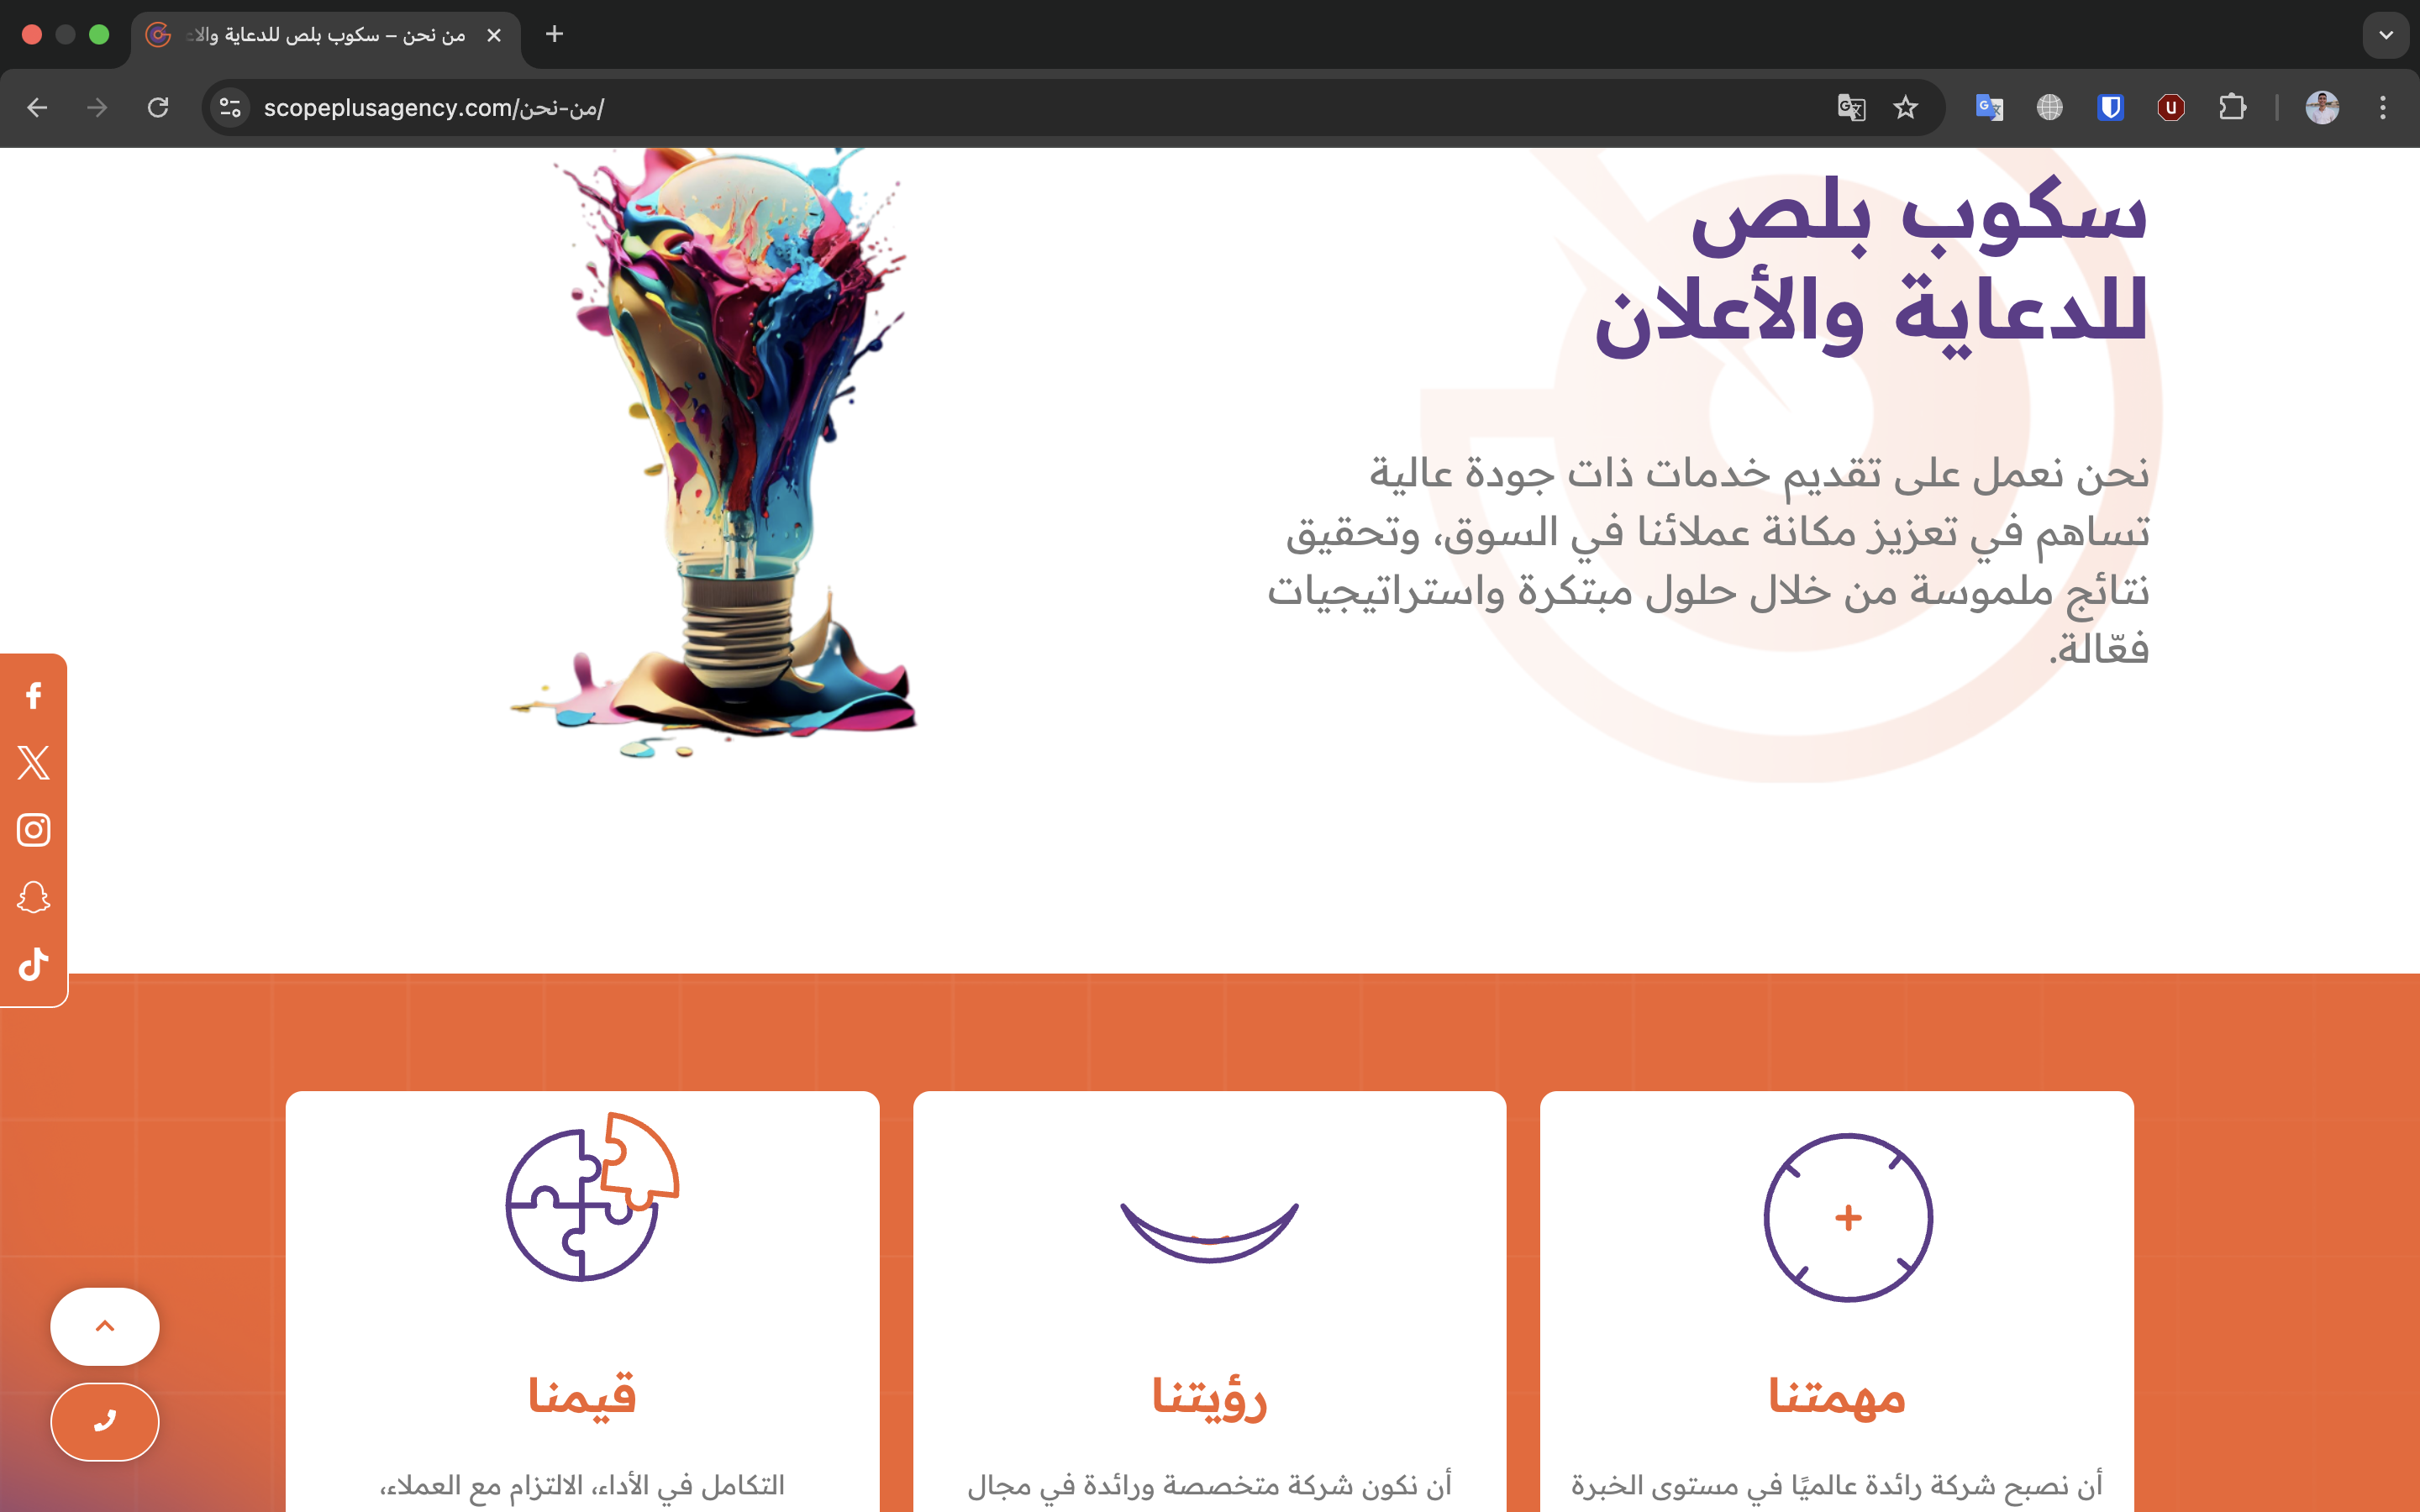 من نحن – سكوب بلص للدعاية والاع
scopeplusagency.com/من-نحن/
سكوب بلص
للدعاية والأعلان
نحن نعمل على تقديم خدمات ذات جودة عالية
تساهم في تعزيز مكانة عملائنا في السوق، وتحقيق
نتائج ملموسة من خلال حلول مبتكرة واستراتيجيات
فعّالة.
مهمتنا
أن نصبح شركة رائدة عالميًا في مستوى الخبرة
رؤيتنا
أن نكون شركة متخصصة ورائدة في مجال
قيمنا
التكامل في الأداء، الالتزام مع العملاء،